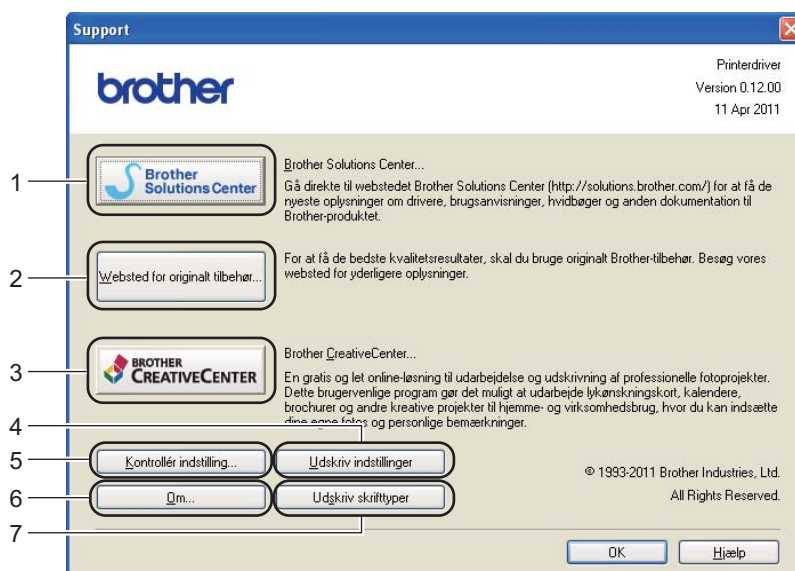 Support
brother
Printerdriver
Version 0.12.00
11 Apr 2011
1
Brother
Solutions Center
Brother Solutions Center...
Gå direkte til webstedet Brother Solutions Center (http://solutions.brother.com/) for at få de
nyeste oplysninger om drivere, brugsanvisninger, hvidbøger og anden dokumentation til
Brother-produktet.
2
Websted for originalt tilbehør...
For at få de bedste kvalitetsresultater, skal du bruge originalt Brother-tilbehør. Besøg vores
websted for yderligere oplysninger.
3
BROTHER
CREATIVECENTER
Brother CreativeCenter...
En gratis og let online-løsning til udarbejdelse og udskrivning af professionelle fotoprojekter.
Dette brugervenlige program gør det muligt at udarbejde lykønskningskort, kalendere,
brochurer og andre kreative projekter til hjemme- og virksomhedsbrug, hvor du kan indsætte
dine egne fotos og personlige bemærkninger.
4
5
Kontrollér indstilling...
Udskriv indstillinger
© 1993-2011 Brother Industries, Ltd.
6
Om...
Udskriv skrifttyper
All Rights Reserved.
7
OK
Hjælp